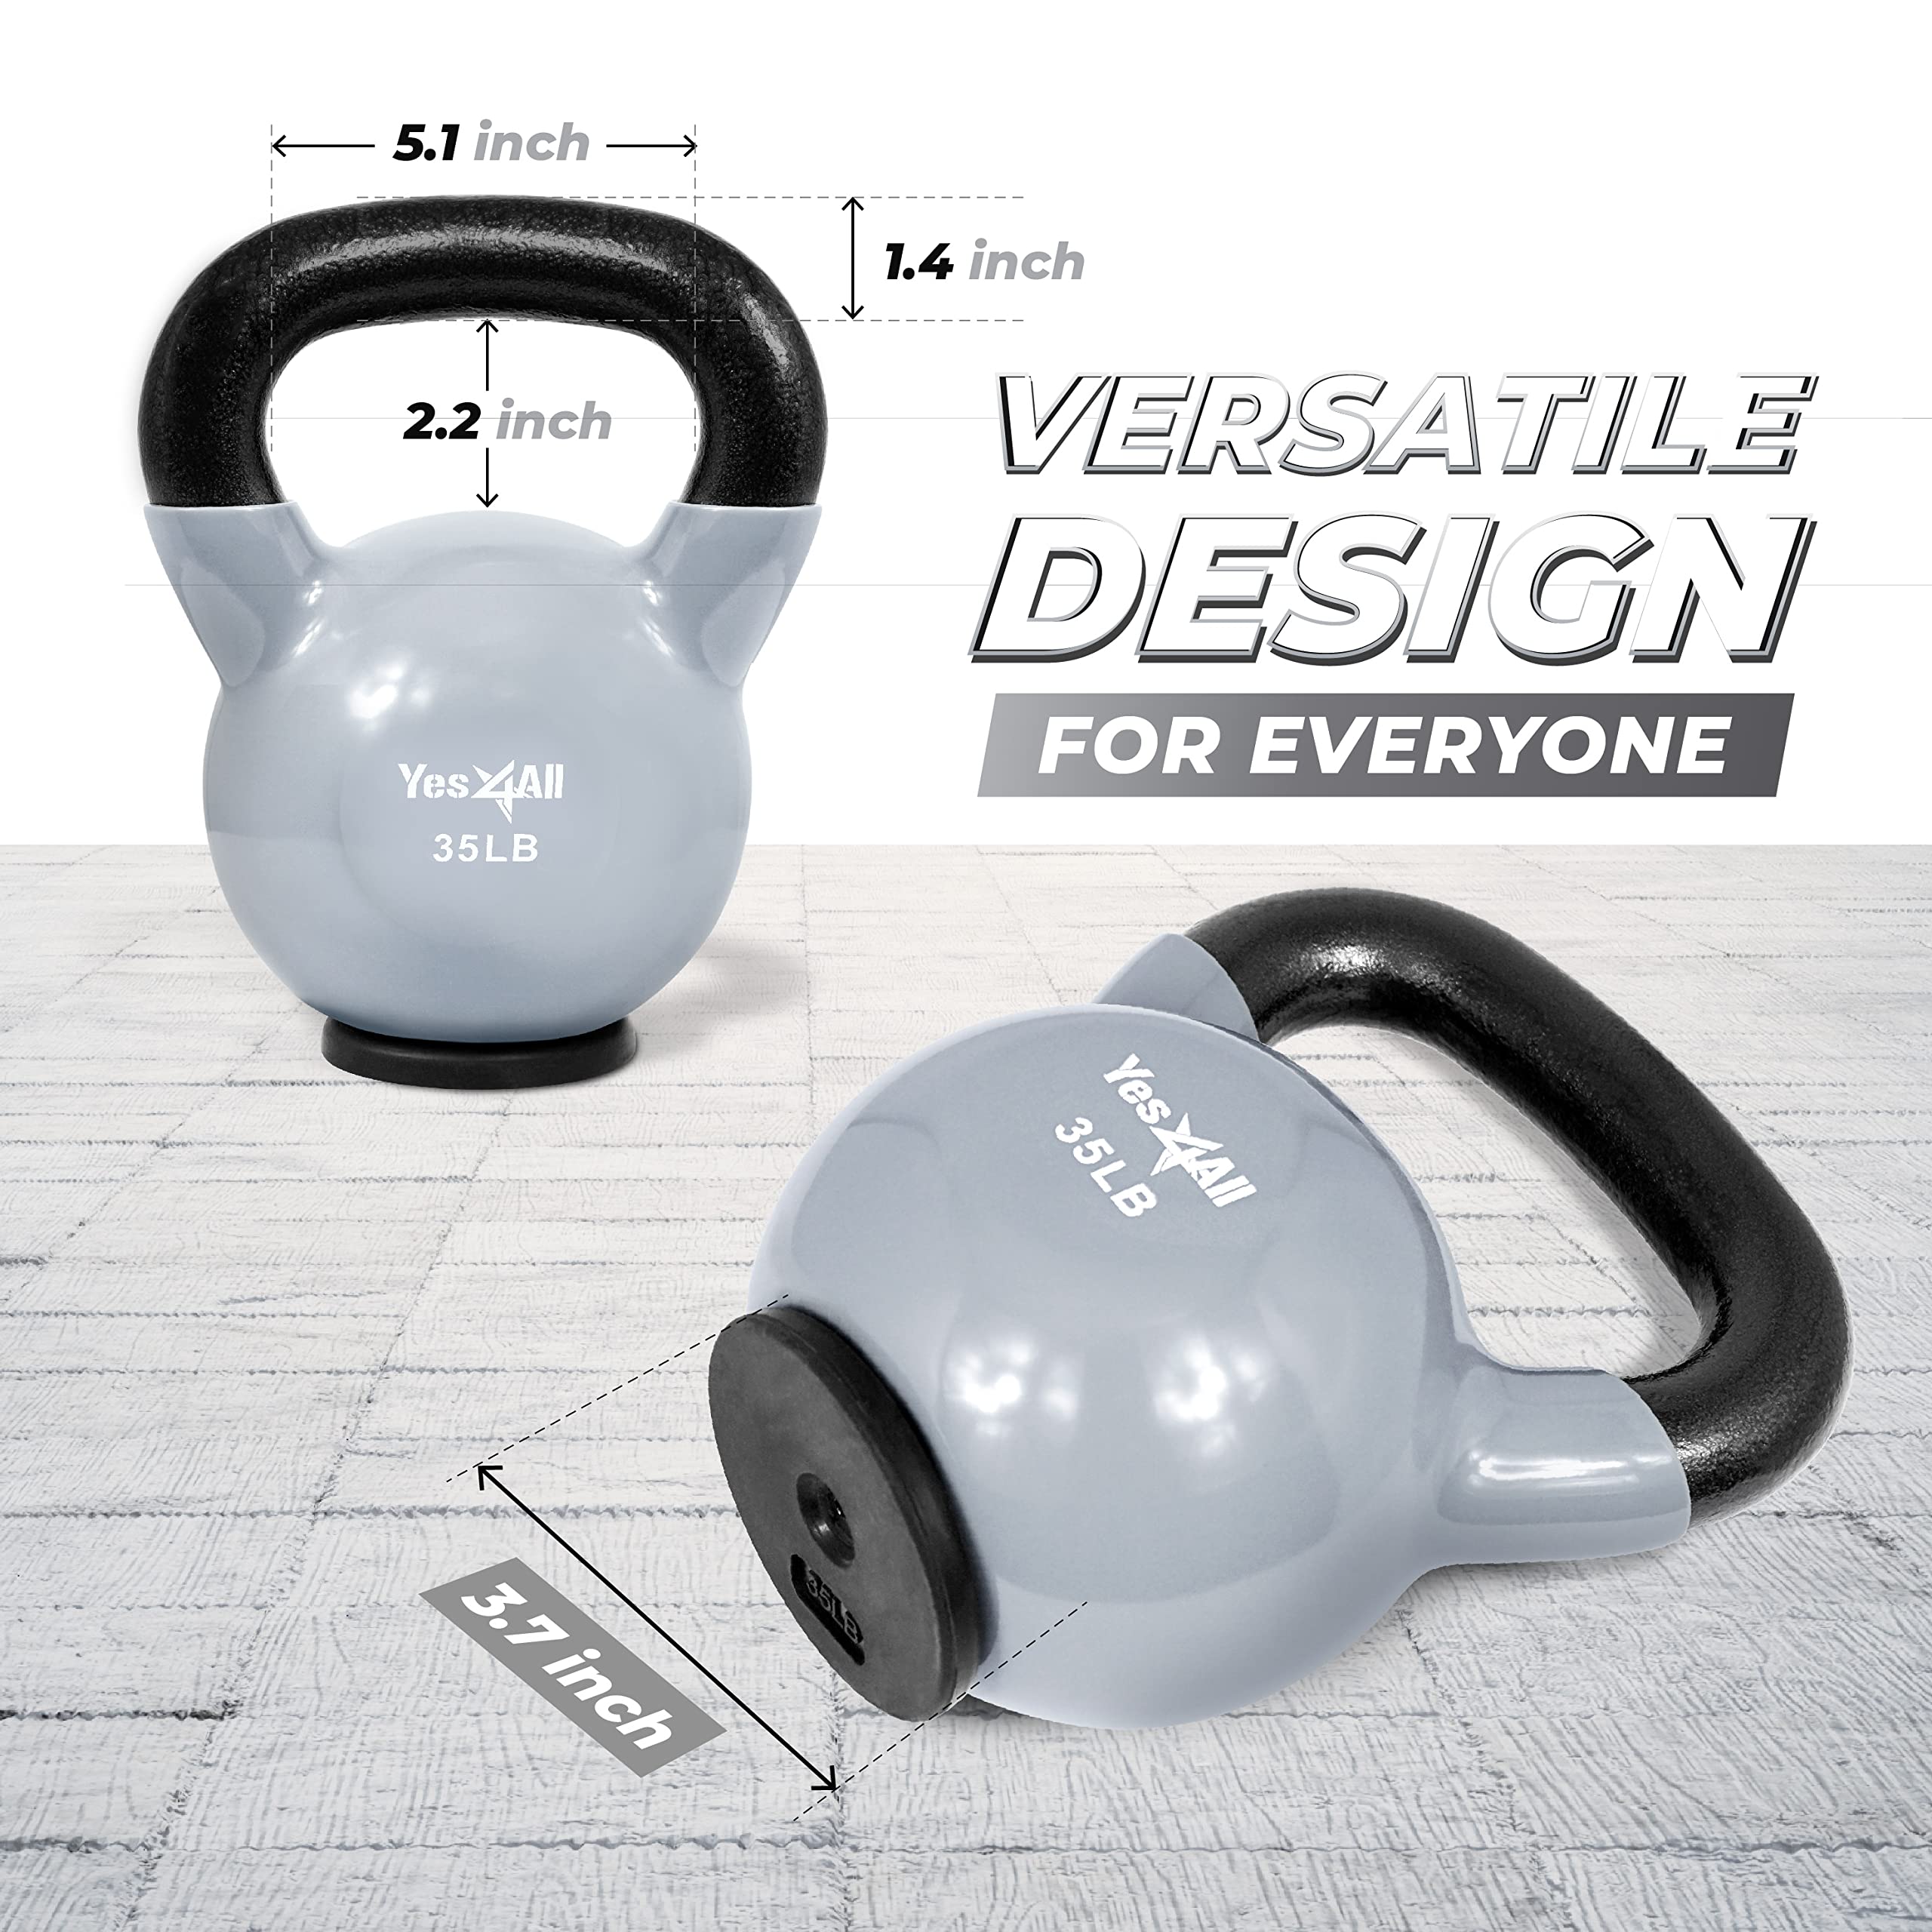 5.1 inch
1.4 inch
2.2 inch
VERSATILE
DESIGN
FOR EVERYONE
Yes4All
35LB
Yes4All
35LB
35LB
3.7 inch